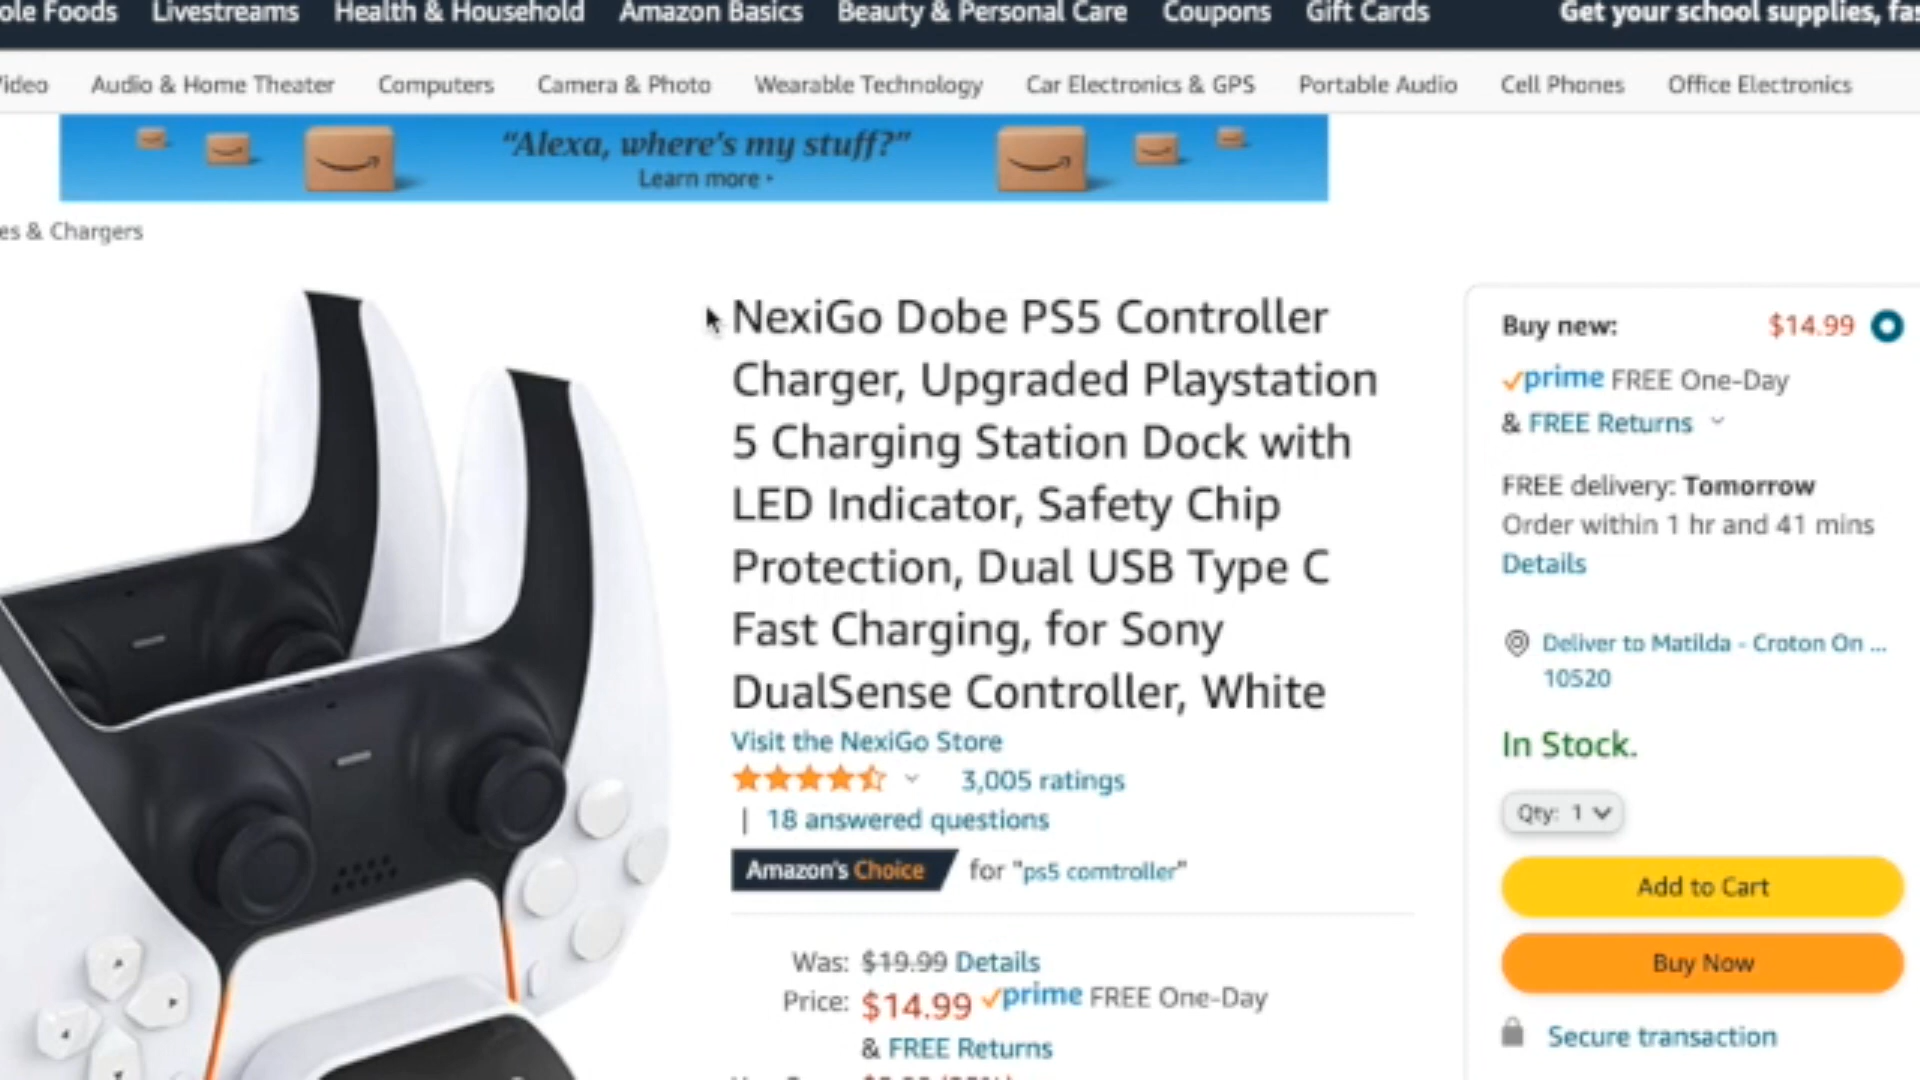 ole Foods Livestreams Health & Household Amazon Basics Beauty & Personal Care Coupons Gift Cards Get your school supplies, fas
Video Audio & Home Theater Computers Camera & Photo Wearable Technology Car Electronics & GPS Portable Audio Cell Phones Office Electronics
“Alexa, where's my stuff?”
Learn more
es & Chargers
NexiGo Dobe PS5 Controller
Charger, Upgraded Playstation
5 Charging Station Dock with
LED Indicator, Safety Chip
Protection, Dual USB Type C
Fast Charging, for Sony
DualSense Controller, White
Visit the NexiGo Store
3,005 ratings
| 18 answered questions
Amazon's Choice for "ps5 comtroller"
Was: $19.99 Details
Price: $14.99 prime FREE One-Day
& FREE Returns
Buy new: $14.99
prime FREE One-Day
& FREE Returns
FREE delivery: Tomorrow
Order within 1 hr and 41 mins
Details
Deliver to Matilda - Croton On ...
10520
In Stock.
Qty: 1
Add to Cart
Buy Now
Secure transaction